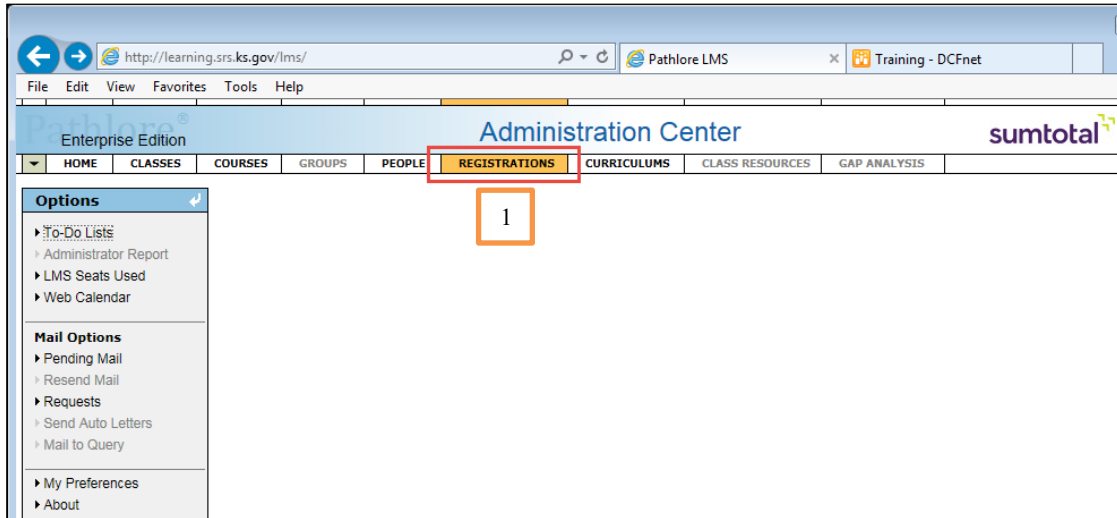 http://learning.srs.ks.gov/lms/ Pathlore LMS Training - DCFnet
File Edit View Favorites Tools Help
Pathlore®
Enterprise Edition Administration Center sumtotal
HOME CLASSES COURSES GROUPS PEOPLE REGISTRATIONS CURRICULUMS CLASS RESOURCES GAP ANALYSIS
Options
1
To-Do Lists
Administrator Report
LMS Seats Used
Web Calendar
Mail Options
Pending Mail
Resend Mail
Requests
Send Auto Letters
Mail to Query
My Preferences
About